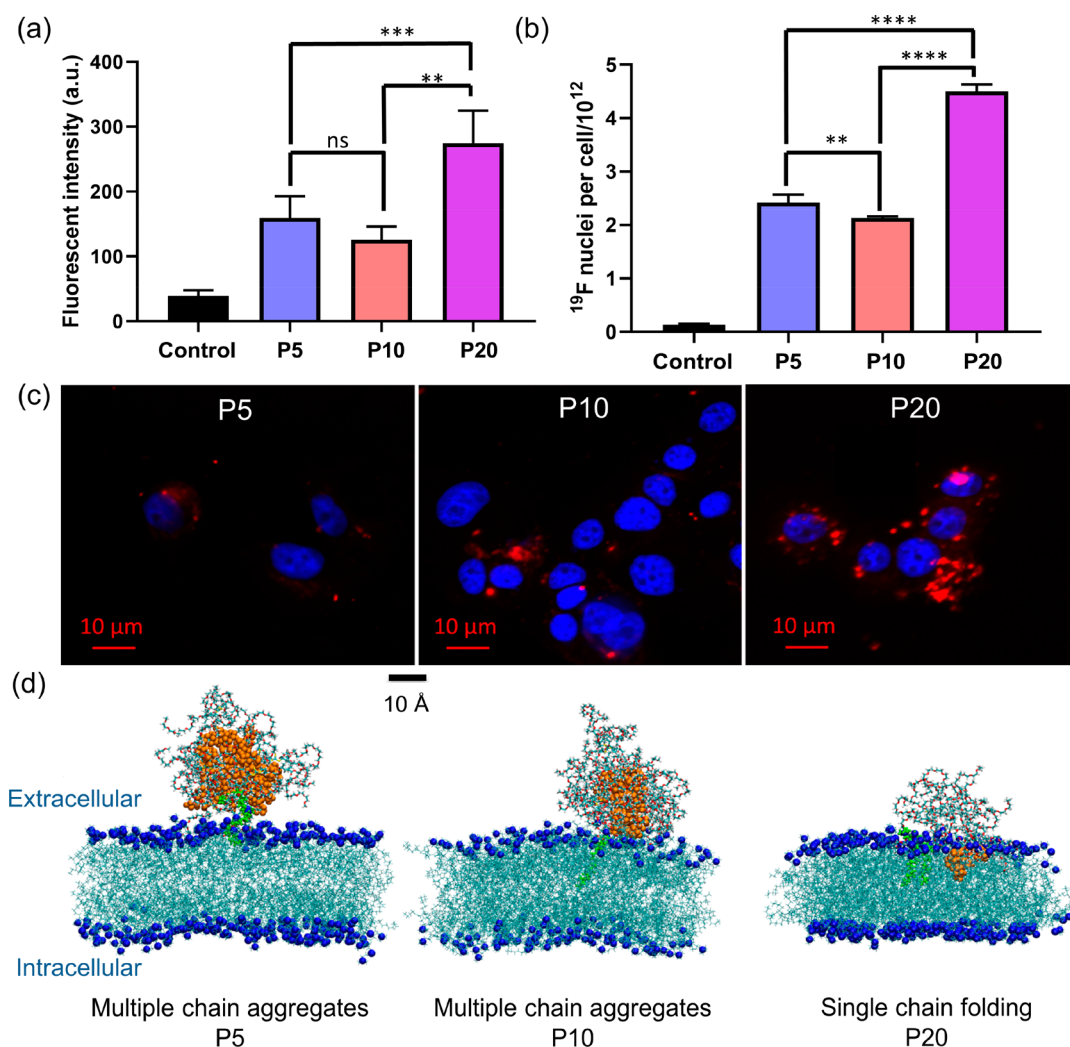 (a)
Fluorescent intensity (a.u.)
400
300
200
100
0
***
**
ns
Control P5 P10 P20
(b)
¹⁹F nuclei per cell/10¹²
5
4
3
2
1
0
****
****
**
Control P5 P10 P20
(c)
P5 P10 P20
10 µm 10 µm 10 µm
(d)
10 Å
Extracellular
Intracellular
Multiple chain aggregates Multiple chain aggregates Single chain folding
P5 P10 P20